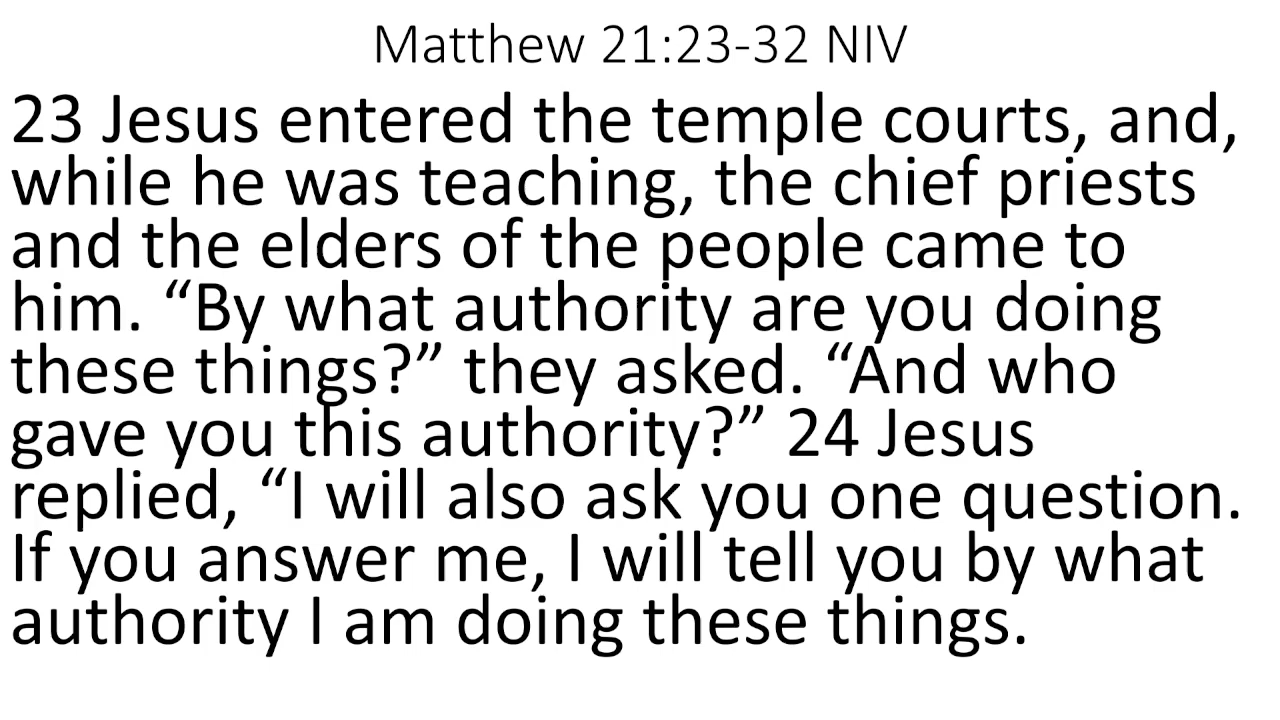 Matthew 21:23-32 NIV
23 Jesus entered the temple courts, and,
while he was teaching, the chief priests
and the elders of the people came to
him. “By what authority are you doing
these things?” they asked. “And who
gave you this authority?” 24 Jesus
replied, “I will also ask you one question.
If you answer me, I will tell you by what
authority I am doing these things.